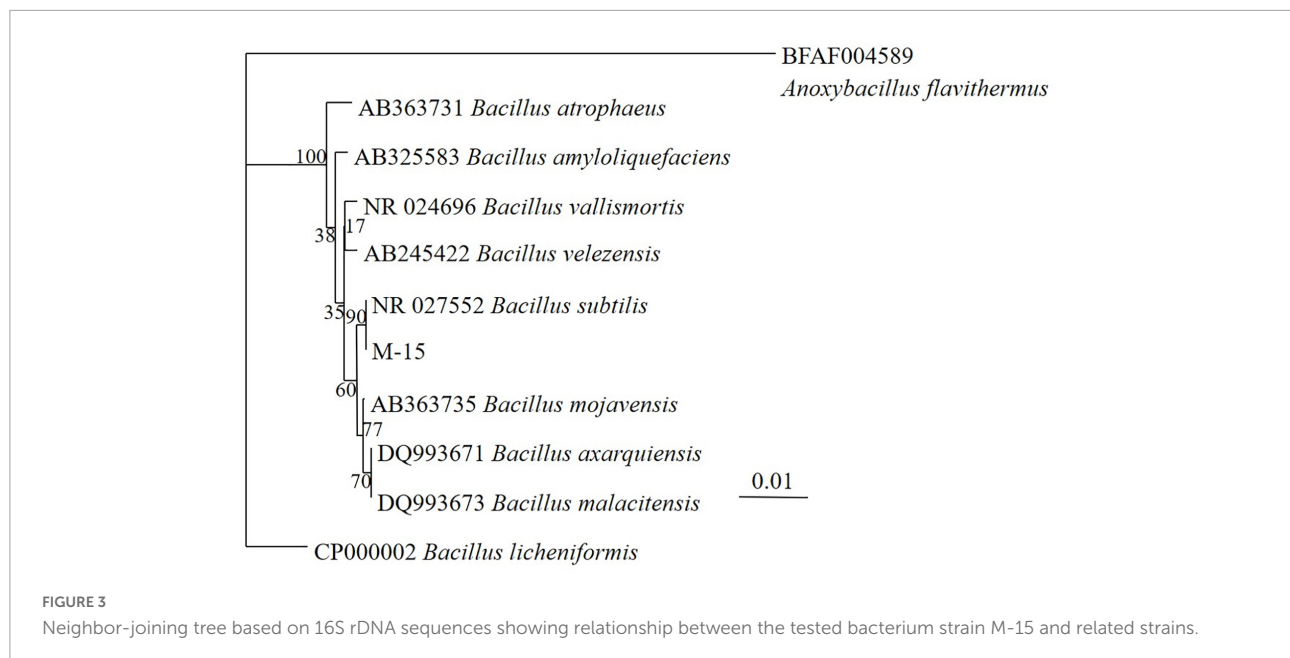 BFAF004589
Anoxybacillus flavithermus
AB363731 Bacillus atrophaeus
100
AB325583 Bacillus amyloliquefaciens
NR 024696 Bacillus vallismortis
17
38
AB245422 Bacillus velezensis
NR 027552 Bacillus subtilis
35
90
M-15
60
AB363735 Bacillus mojavensis
77
DQ993671 Bacillus axarquiensis
70
0.01
DQ993673 Bacillus malacitensis
CP000002 Bacillus licheniformis
FIGURE 3
Neighbor-joining tree based on 16S rDNA sequences showing relationship between the tested bacterium strain M-15 and related strains.